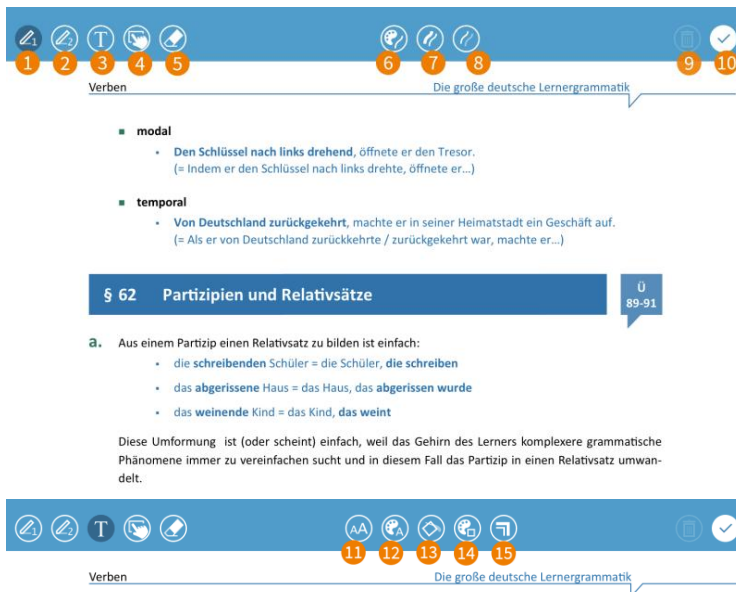 1 2 T AA A T
1 2 3 4 5 6 7 8 9 10
Verben Die große deutsche Lernergrammatik
■ modal
• Den Schlüssel nach links drehend, öffnete er den Tresor.
(= Indem er den Schlüssel nach links drehte, öffnete er...)
■ temporal
• Von Deutschland zurückgekehrt, machte er in seiner Heimatstadt ein Geschäft auf.
(= Als er von Deutschland zurückkehrte / zurückgekehrt war, machte er...)
§ 62 Partizipien und Relativsätze
Ü
89-91
a. Aus einem Partizip einen Relativsatz zu bilden ist einfach:
• die schreibenden Schüler = die Schüler, die schreiben
• das abgerissene Haus = das Haus, das abgerissen wurde
• das weinende Kind = das Kind, das weint
Diese Umformung ist (oder scheint) einfach, weil das Gehirn des Lerners komplexere grammatische
Phänomene immer zu vereinfachen sucht und in diesem Fall das Partizip in einen Relativsatz umwan-
delt.
1 2 T AA A
11 12 13 14 15
Verben Die große deutsche Lernergrammatik